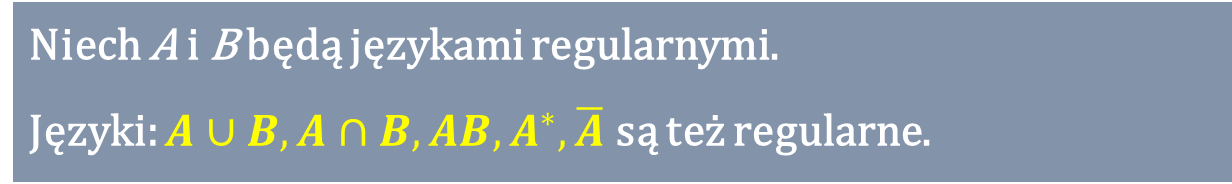 Niech A i B będą językami regularnymi.
Języki: A ∪ B, A ∩ B, AB, A*, A̅ są też regularne.